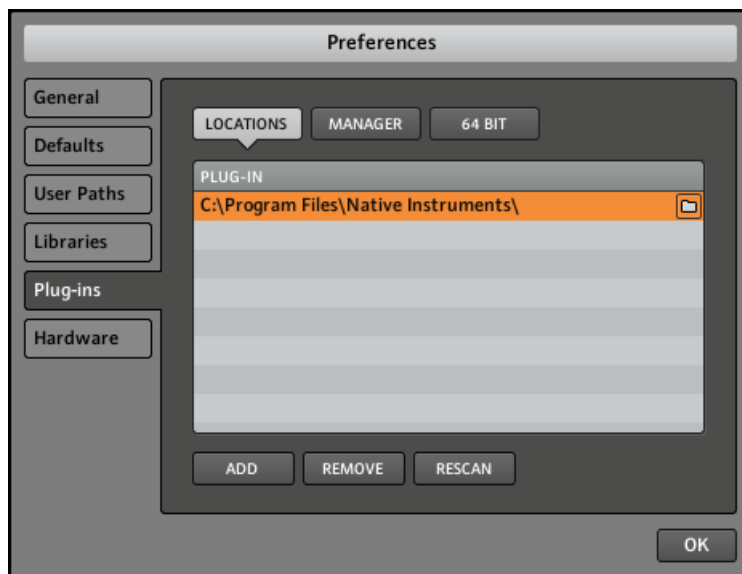 Preferences
General
Defaults
User Paths
Libraries
Plug-ins
Hardware
LOCATIONS MANAGER 64 BIT
PLUG-IN
C:\Program Files\Native Instruments\
ADD REMOVE RESCAN
OK